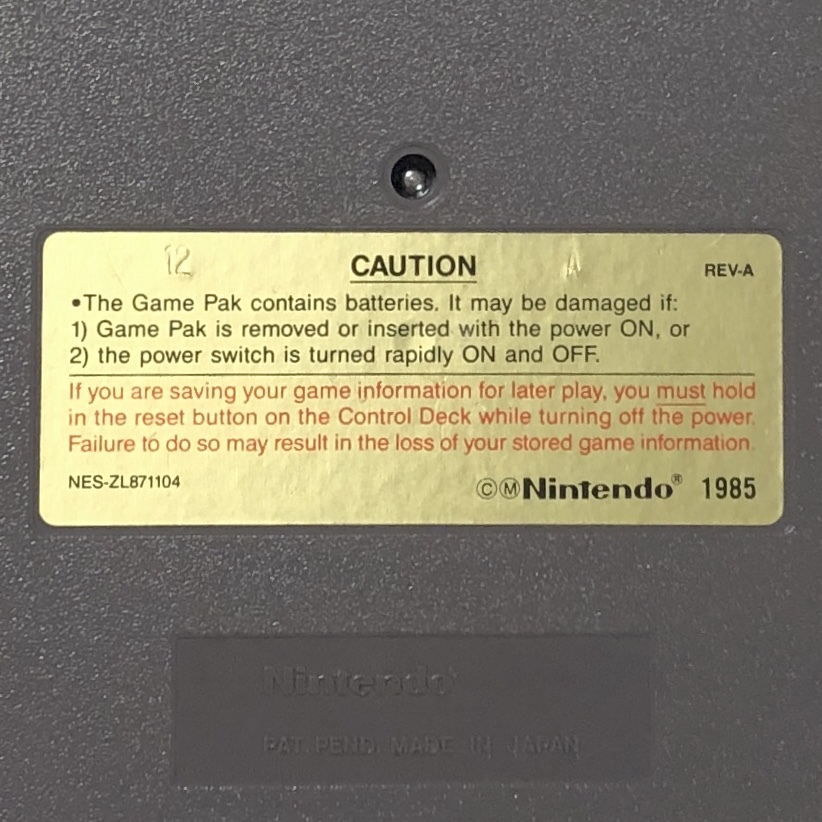 12 CAUTION A REV-A
•The Game Pak contains batteries. It may be damaged if:
1) Game Pak is removed or inserted with the power ON, or
2) the power switch is turned rapidly ON and OFF.
If you are saving your game information for later play, you must hold
in the reset button on the Control Deck while turning off the power.
Failure to do so may result in the loss of your stored game information.
NES-ZL871104 ©ⓂNintendo® 1985
Nintendo
PAT. PEND. MADE IN JAPAN